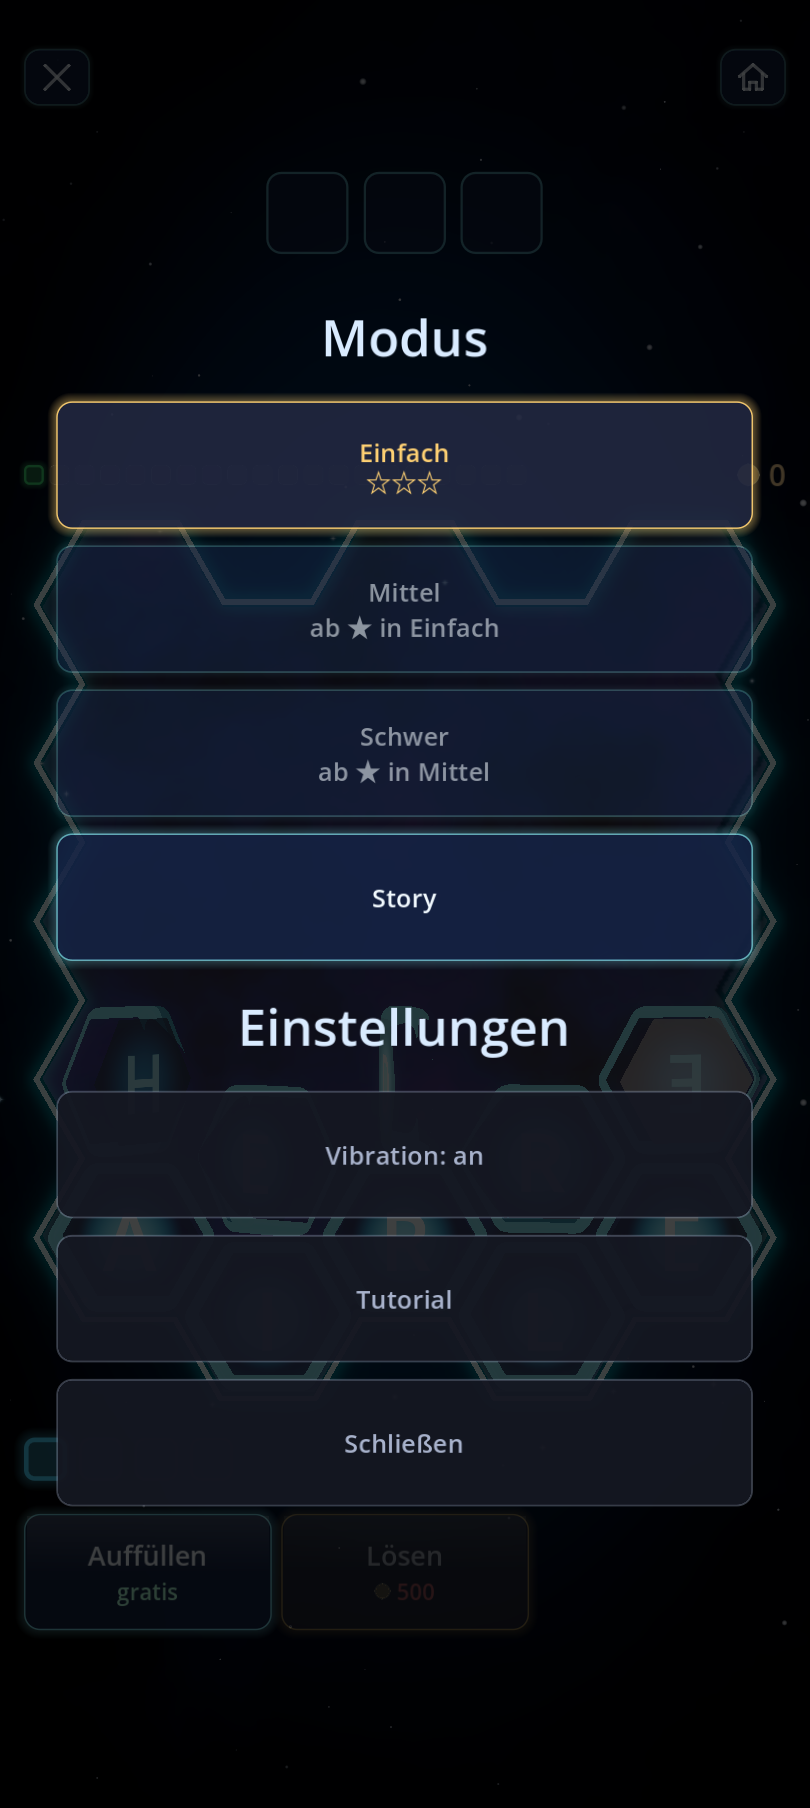 Modus
0
Einfach
☆☆☆
Mittel
ab ★ in Einfach
Schwer
ab ★ in Mittel
Story
Einstellungen
H
E
Vibration: an
Tutorial
Schließen
Auffüllen
gratis
Lösen
500